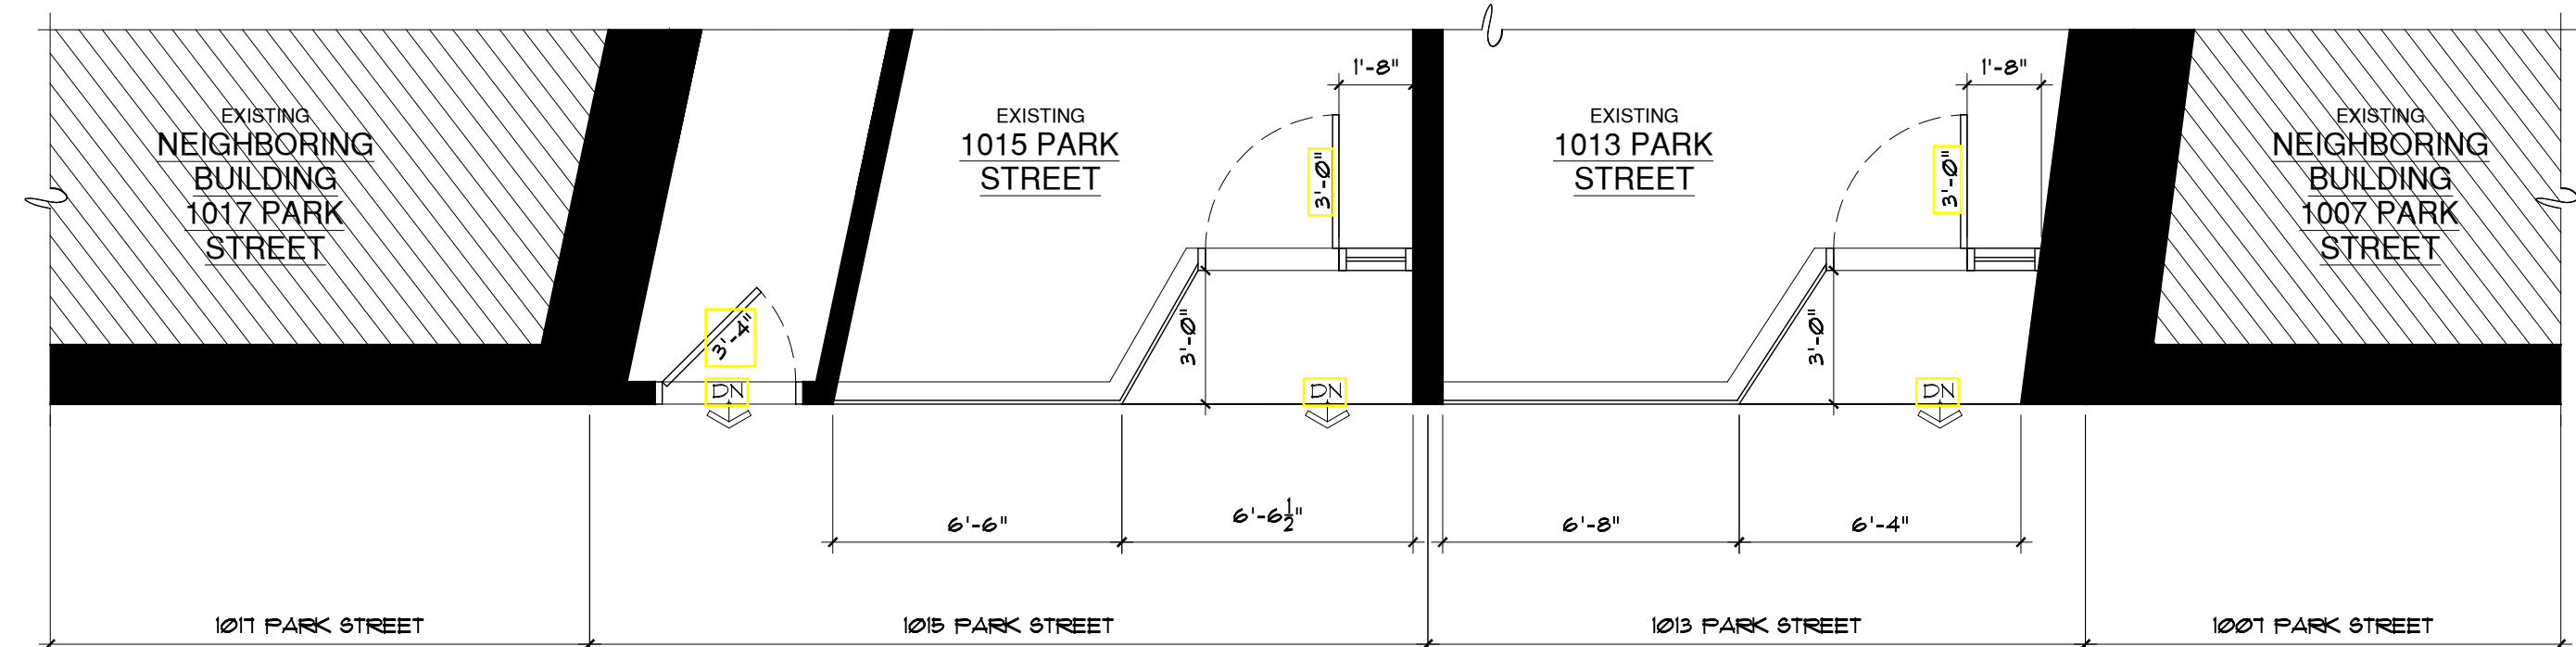 1'-8"
1'-8"
EXISTING
NEIGHBORING
BUILDING
1017 PARK
STREET
EXISTING
1015 PARK
STREET
3'-0"
EXISTING
1013 PARK
STREET
3'-0"
EXISTING
NEIGHBORING
BUILDING
1007 PARK
STREET
3'-4"
3'-0"
3'-0"
DN
DN
DN
6'-6"
6'-6 1/2"
6'-8"
6'-4"
1017 PARK STREET
1015 PARK STREET
1013 PARK STREET
1007 PARK STREET